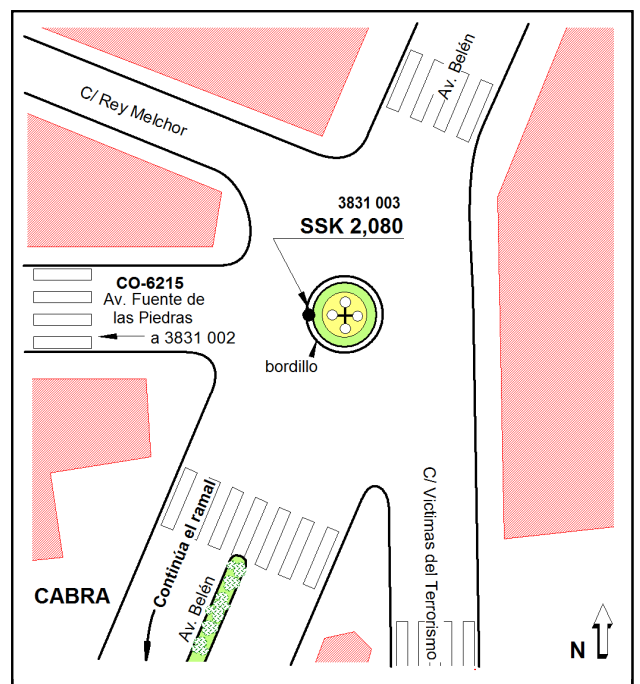 Av. Belén
C/ Rey Melchor
3831 003
SSK 2,080
CO-6215
Av. Fuente de
las Piedras
a 3831 002
bordillo
Continúa el ramal
Av. Belén
C/ Victimas del Terrorismo
CABRA
N